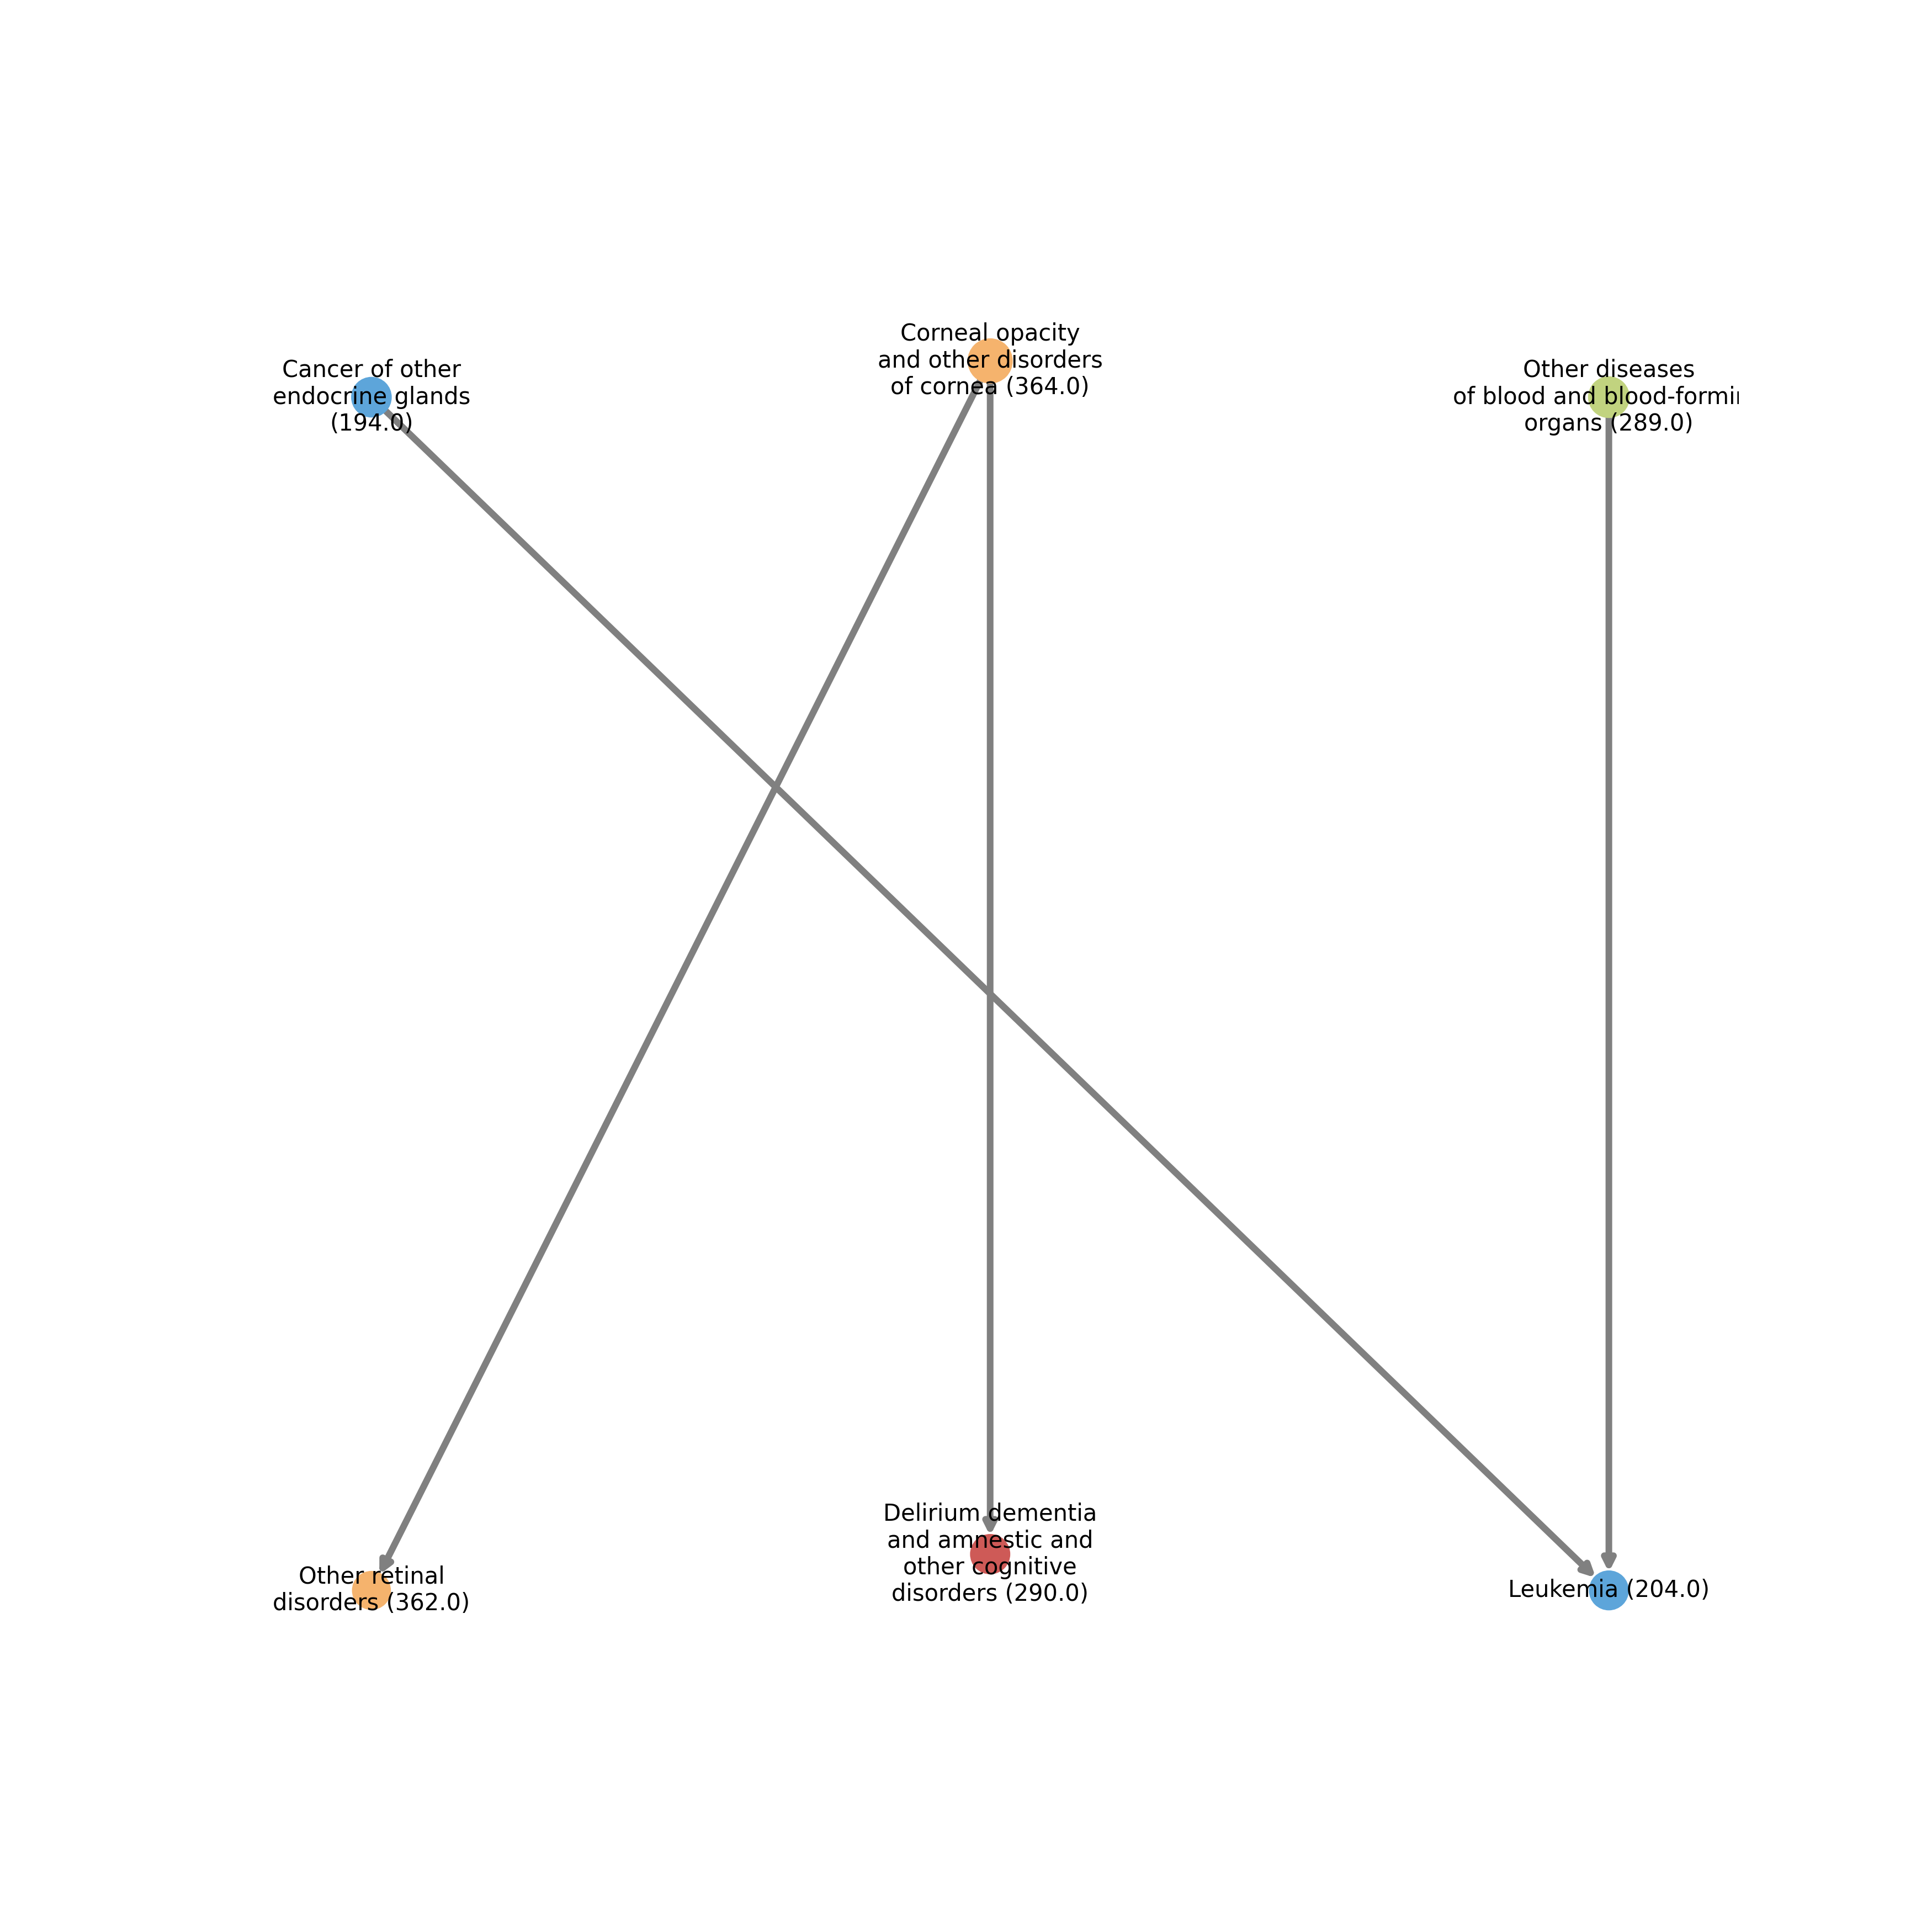 Cancer of other
endocrine glands
(194.0)
Corneal opacity
and other disorders
of cornea (364.0)
Other diseases
of blood and
organs (289.0)
Other retinal
disorders (362.0)
Delirium dementia
and amnestic and
other cognitive
disorders (290.0)
Leukemia (204.0)